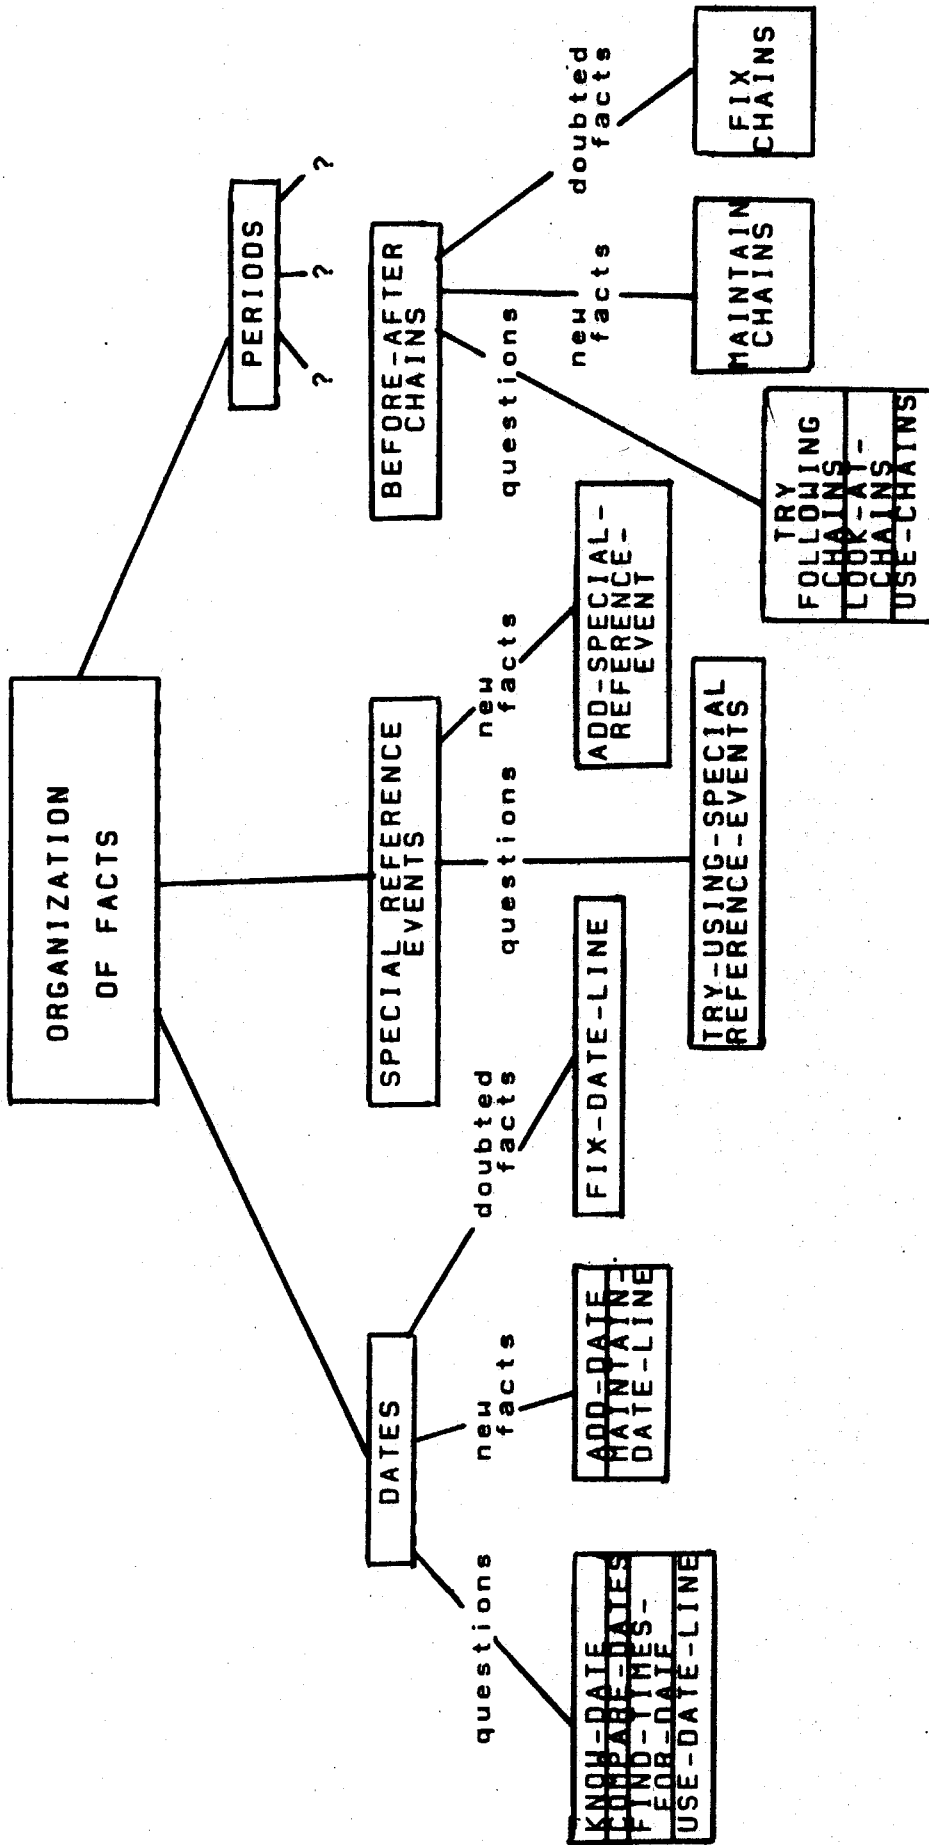 ORGANIZATION
OF FACTS
PERIODS
?
?
?
DATES
SPECIAL REFERENCE
EVENTS
BEFORE-AFTER
CHAINS
questions
new
facts
doubted
facts
questions
new
facts
questions
new
facts
doubted
facts
KNOW-DATE
COMPARE-DATES
FIND-TIMES-
FOR-DATE
USE-DATE-LINE
ADD-DATE
MAINTAIN-
DATE-LINE
FIX-DATE-LINE
TRY-USING-SPECIAL
REFERENCE-EVENTS
ADD-SPECIAL-
REFERENCE-
EVENT
TRY
FOLLOWING
CHAINS
LOOK-AT-
CHAINS
USE-CHAINS
MAINTAIN
CHAINS
FIX
CHAINS